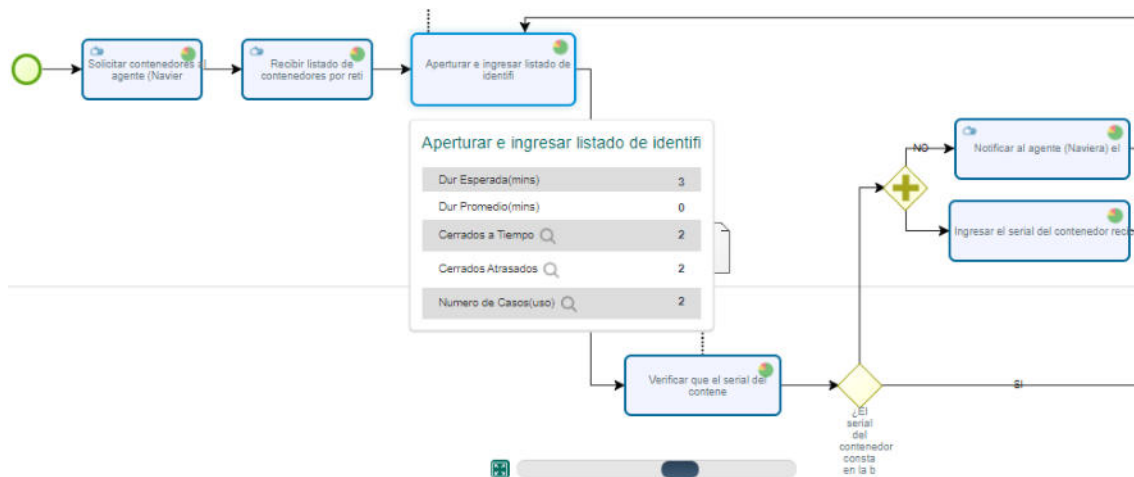 Solicitar contenedores al
agente (Navier
Recibir listado de
contenedores por reti
Aperturar e ingresar listado de
identifi
Aperturar e ingresar listado de identifi
Dur Esperada(mins) 3
Dur Promedio(mins) 0
Cerrados a Tiempo 2
Cerrados Atrasados 2
Numero de Casos(uso) 2
NO
Notificar al agente (Naviera) el
Ingresar el serial del contenedor reci
Verificar que el serial del
contene
SI
¿El
serial
del
contenedor
consta
en la b